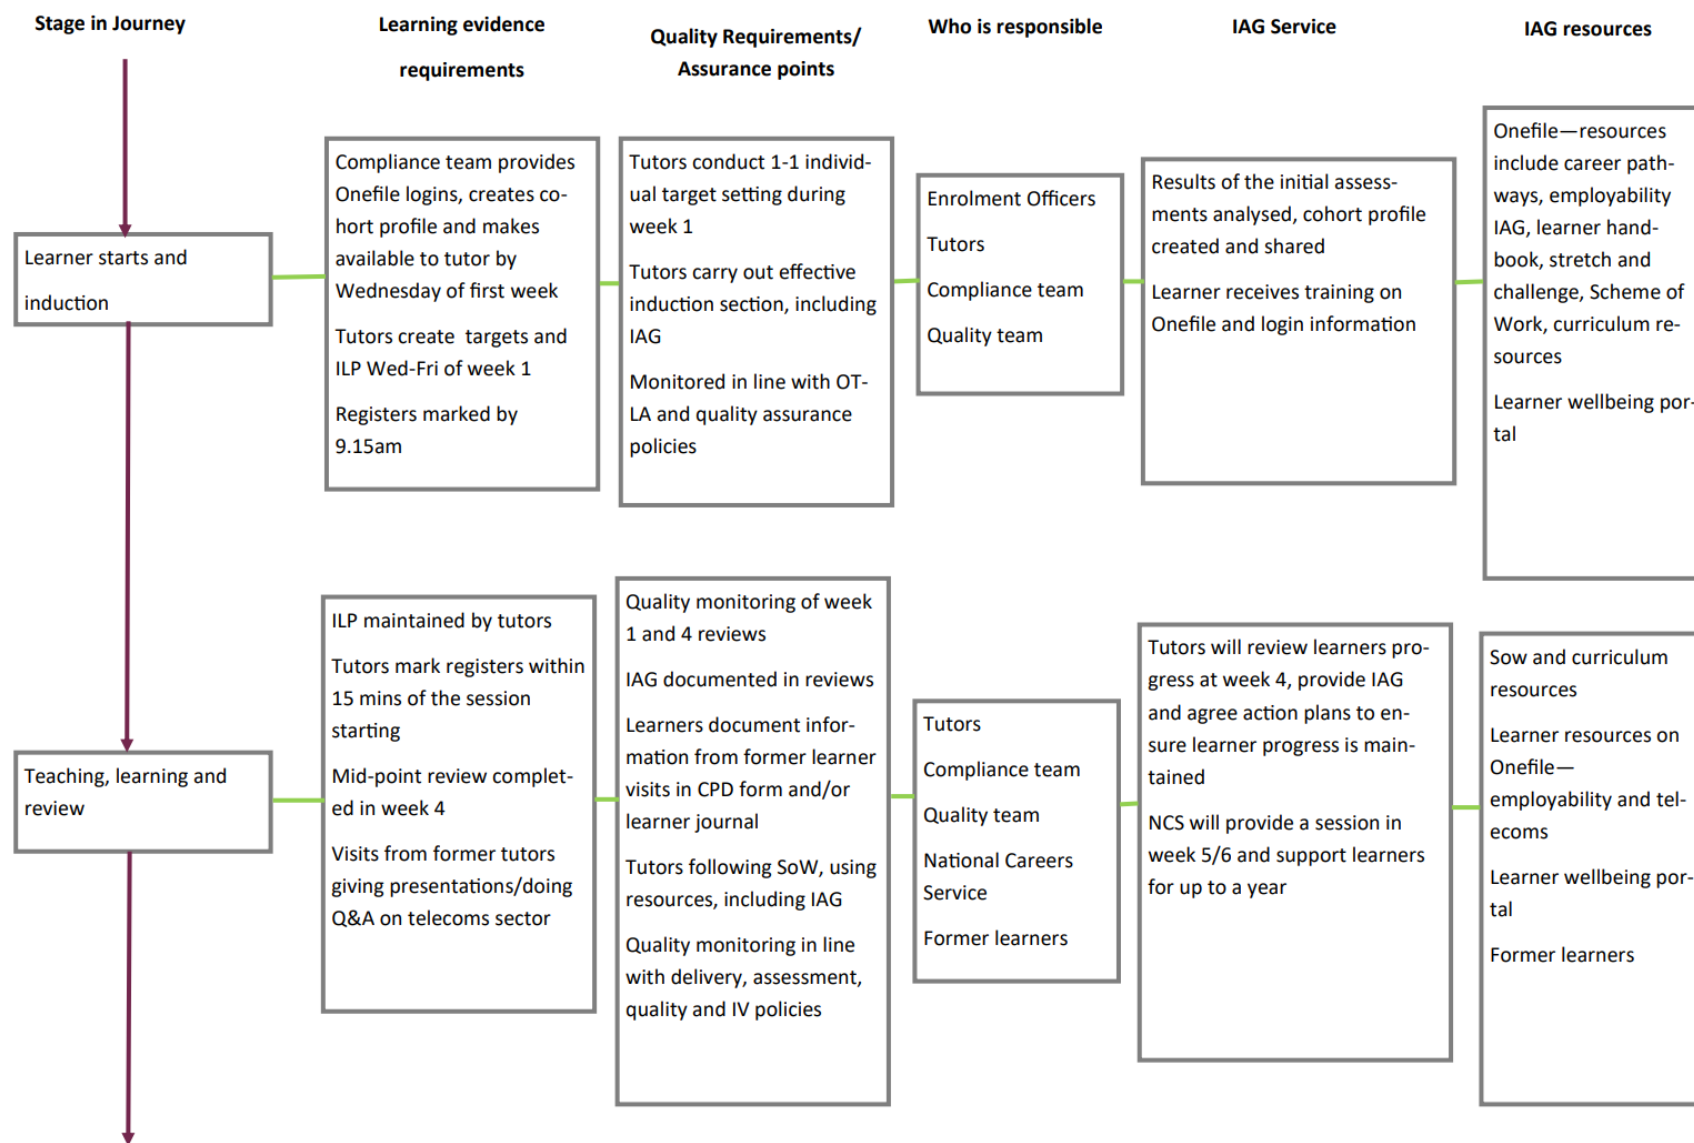 Stage in Journey
Learning evidence
requirements
Quality Requirements/
Assurance points
Who is responsible
IAG Service
IAG resources
Learner starts and
induction
Compliance team provides
Onefile logins, creates co-
hort profile and makes
available to tutor by
Wednesday of first week
Tutors create targets and
ILP Wed-Fri of week 1
Registers marked by
9.15am
Tutors conduct 1-1 individ-
ual target setting during
week 1
Tutors carry out effective
induction section, including
IAG
Monitored in line with OT-
LA and quality assurance
policies
Enrolment Officers
Tutors
Compliance team
Quality team
Results of the initial assess-
ments analysed, cohort profile
created and shared
Learner receives training on
Onefile and login information
Onefile—resources
include career path-
ways, employability
IAG, learner hand-
book, stretch and
challenge, Scheme of
Work, curriculum re-
sources
Learner wellbeing por-
tal
Teaching, learning and
review
ILP maintained by tutors
Tutors mark registers within
15 mins of the session
starting
Mid-point review complet-
ed in week 4
Visits from former tutors
giving presentations/doing
Q&A on telecoms sector
Quality monitoring of week
1 and 4 reviews
IAG documented in reviews
Learners document infor-
mation from former learner
visits in CPD form and/or
learner journal
Tutors following SoW, using
resources, including IAG
Quality monitoring in line
with delivery, assessment,
quality and IV policies
Tutors
Compliance team
Quality team
National Careers
Service
Former learners
Tutors will review learners pro-
gress at week 4, provide IAG
and agree action plans to en-
sure learner progress is main-
tained
NCS will provide a session in
week 5/6 and support learners
for up to a year
Sow and curriculum
resources
Learner resources on
Onefile—
employability and tel-
ecoms
Learner wellbeing por-
tal
Former learners